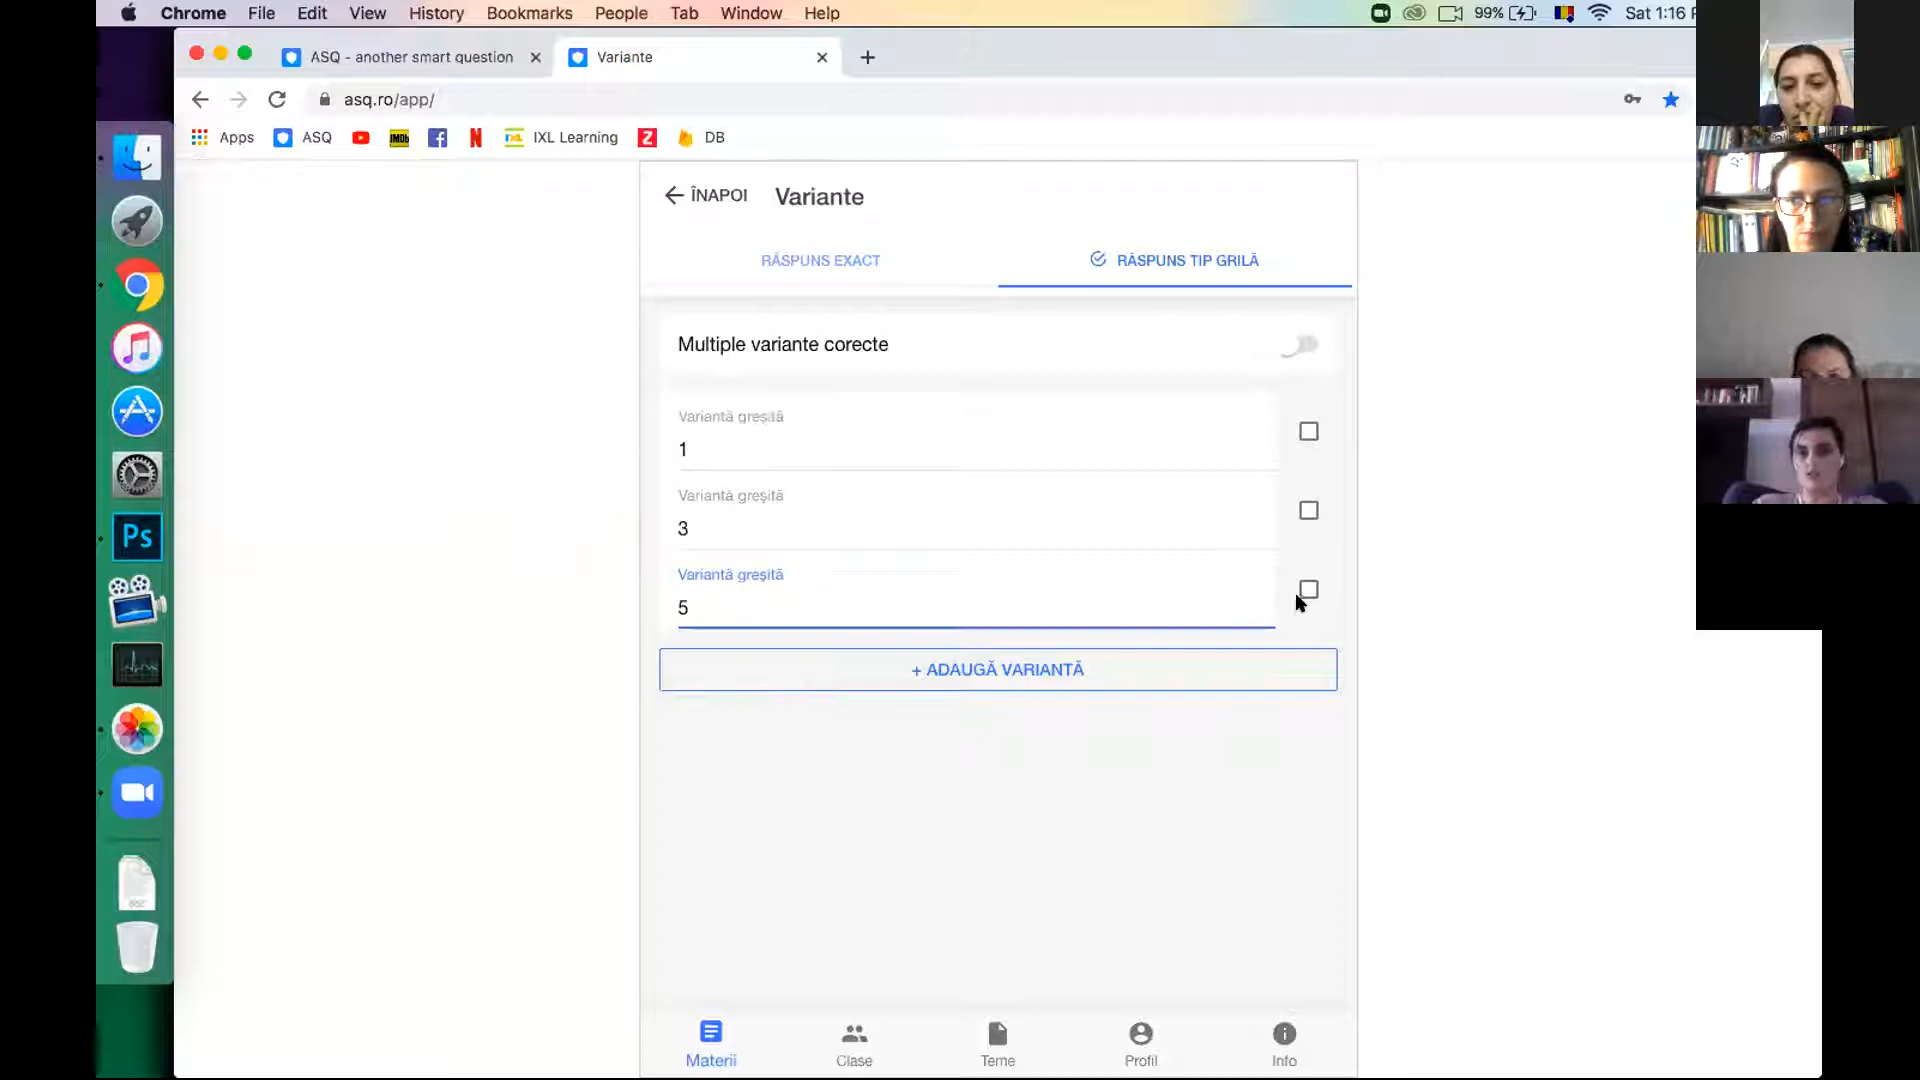 Chrome File Edit View History Bookmarks People Tab Window Help
99% Sat 1:16
ASQ - another smart question
Variante
asq.ro/app/
Apps ASQ IMDb N IXL Learning Z DB
ÎNAPOI Variante
RĂSPUNS EXACT
RĂSPUNS TIP GRILĂ
Multiple variante corecte
Variantă greșită
1
Variantă greșită
3
Variantă greșită
5
+ ADAUGĂ VARIANTĂ
Ps
Materii Clase Teme Profil Info